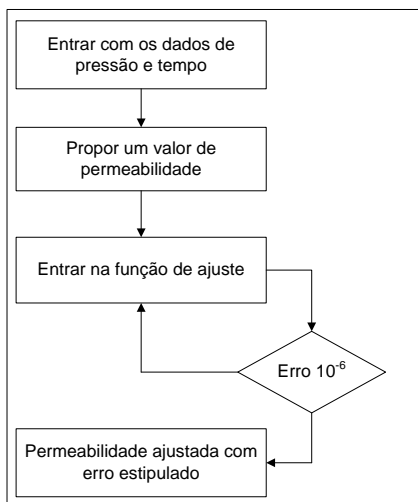 Entrar com os dados de
pressão e tempo
Propor um valor de
permeabilidade
Entrar na função de ajuste
Erro 10⁻⁶
Permeabilidade ajustada com
erro estipulado